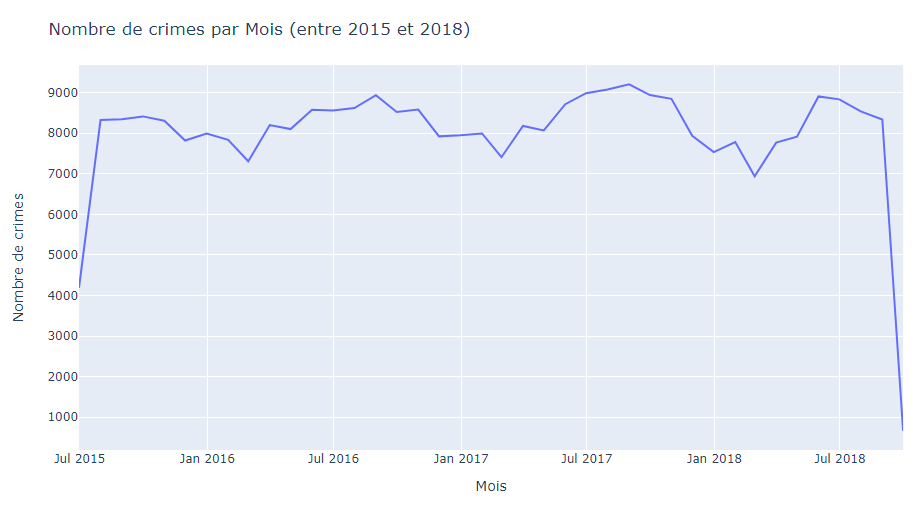 Nombre de crimes par Mois (entre 2015 et 2018)
Nombre de crimes
9000
8000
7000
6000
5000
4000
3000
2000
1000
Jul 2015 Jan 2016 Jul 2016 Jan 2017 Jul 2017 Jan 2018 Jul 2018
Mois